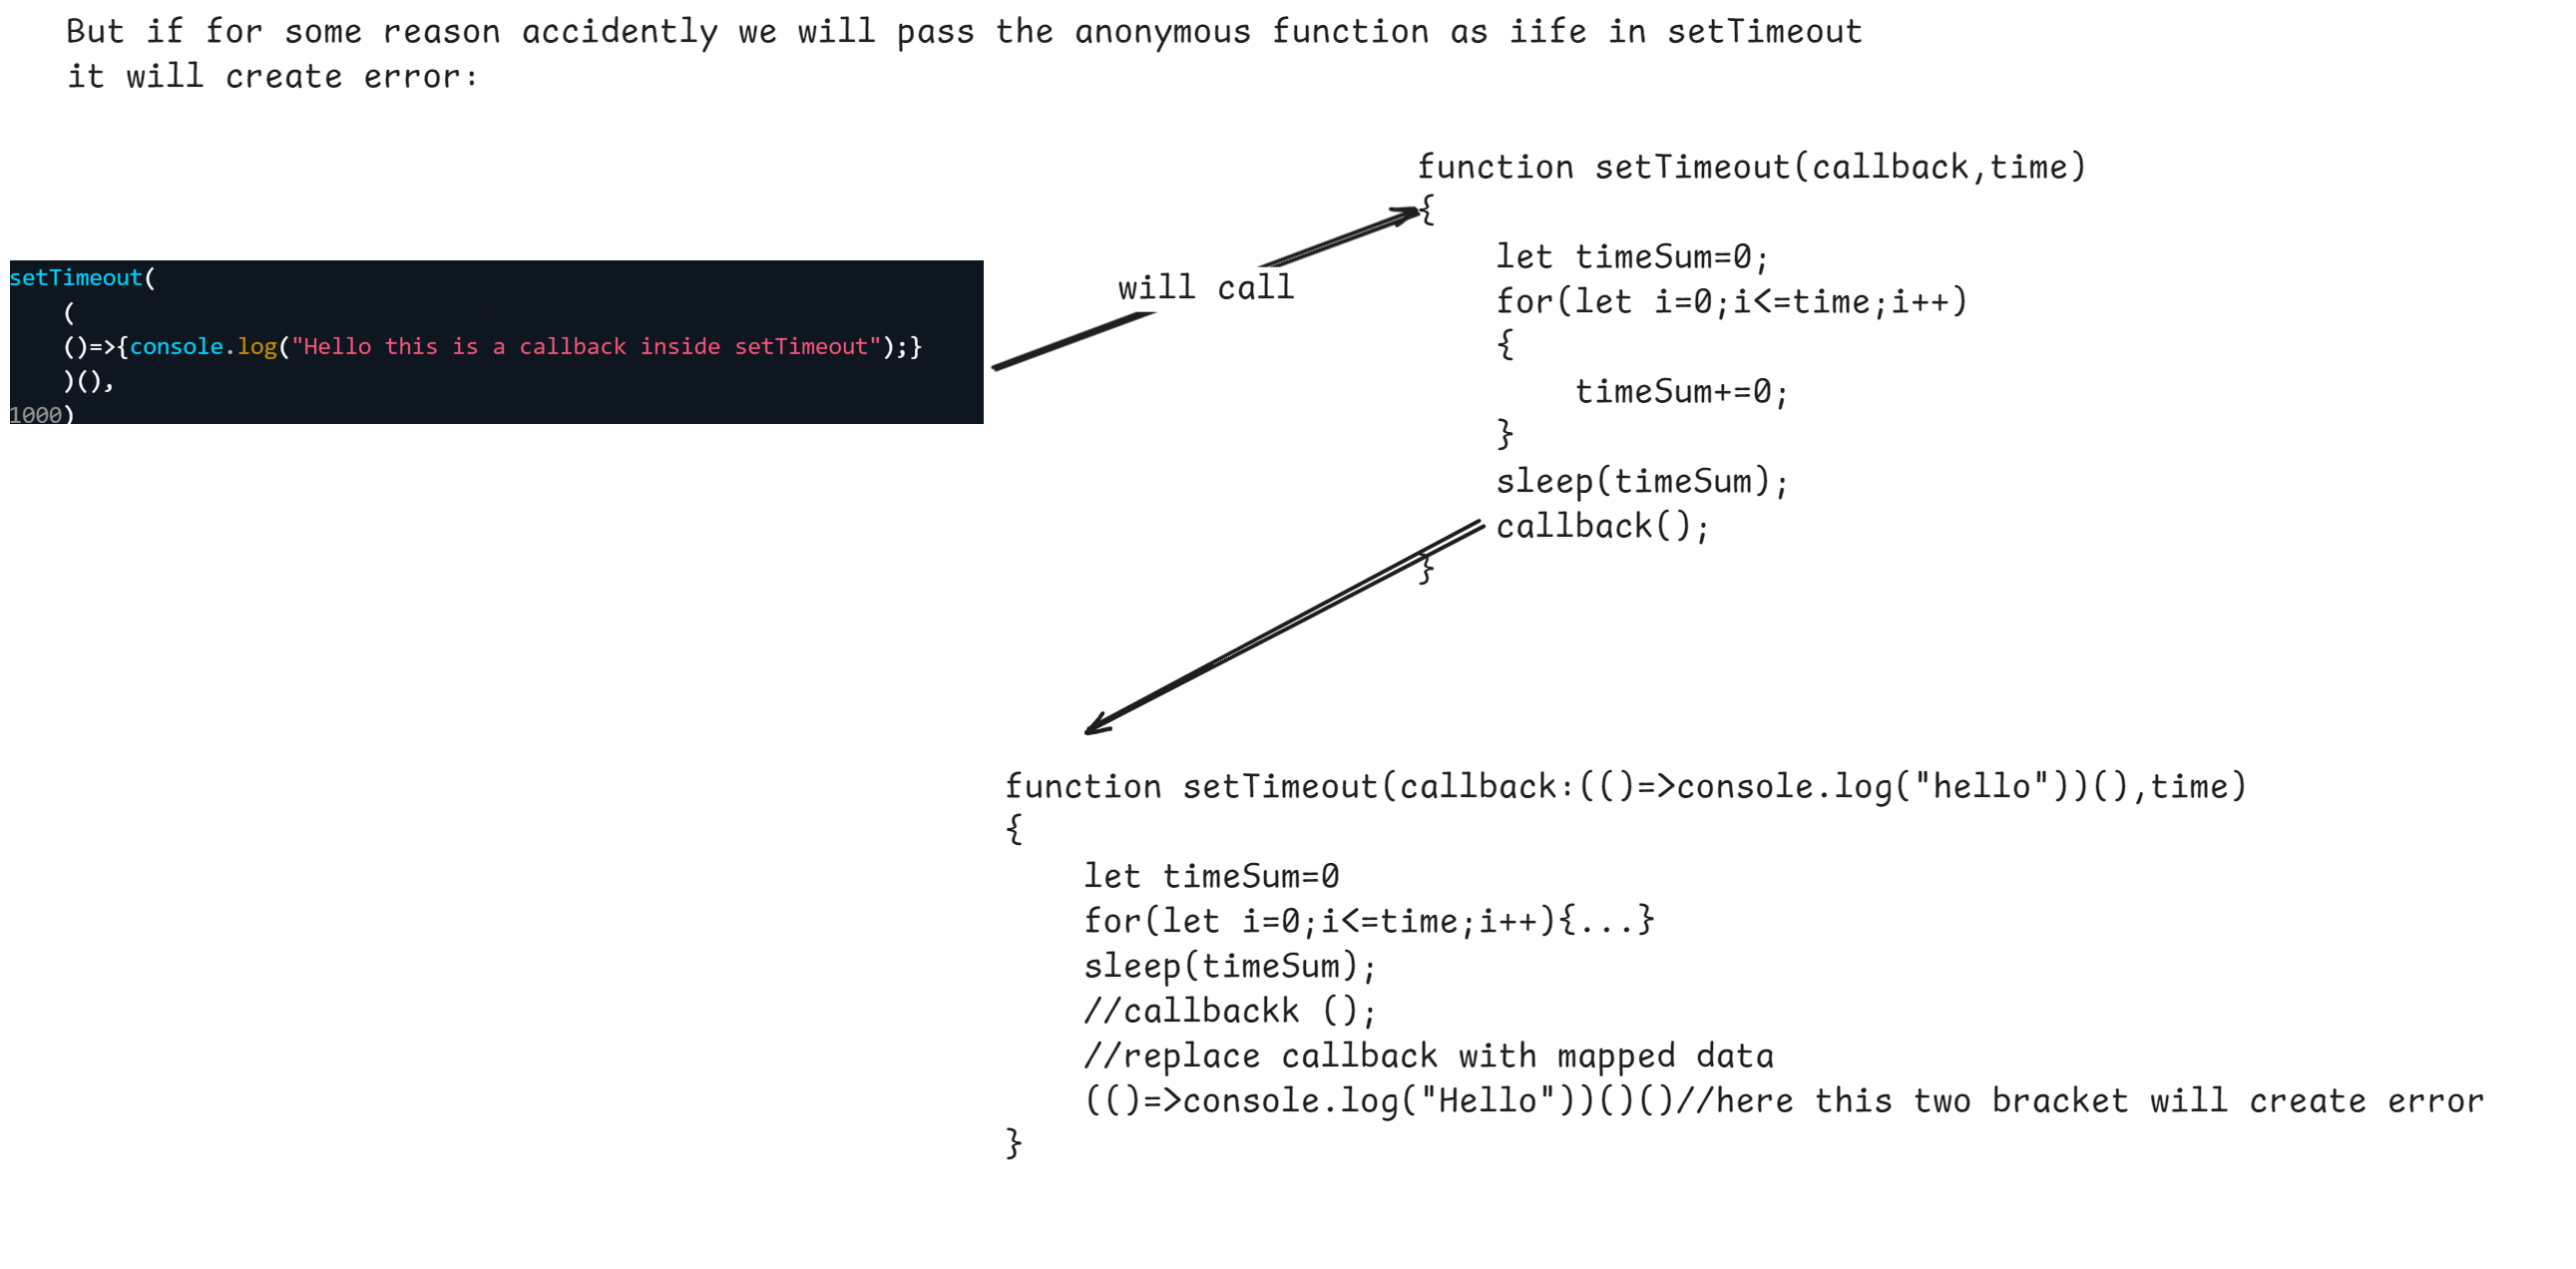 But if for some reason accidently we will pass the anonymous function as iife in setTimeout
it will create error:
setTimeout(
(
()=>{console.log("Hello this is a callback inside setTimeout");}
)(),
1000)
will call
function setTimeout(callback,time)
{
let timeSum=0;
for(let i=0;i<=time;i++)
{
timeSum+=0;
}
sleep(timeSum);
callback();
}
function setTimeout(callback:(()=>console.log("hello"))(),time)
{
let timeSum=0
for(let i=0;i<=time;i++){...}
sleep(timeSum);
//callbackk ();
//replace callback with mapped data
(()=>console.log("Hello"))()()//here this two bracket will create error
}